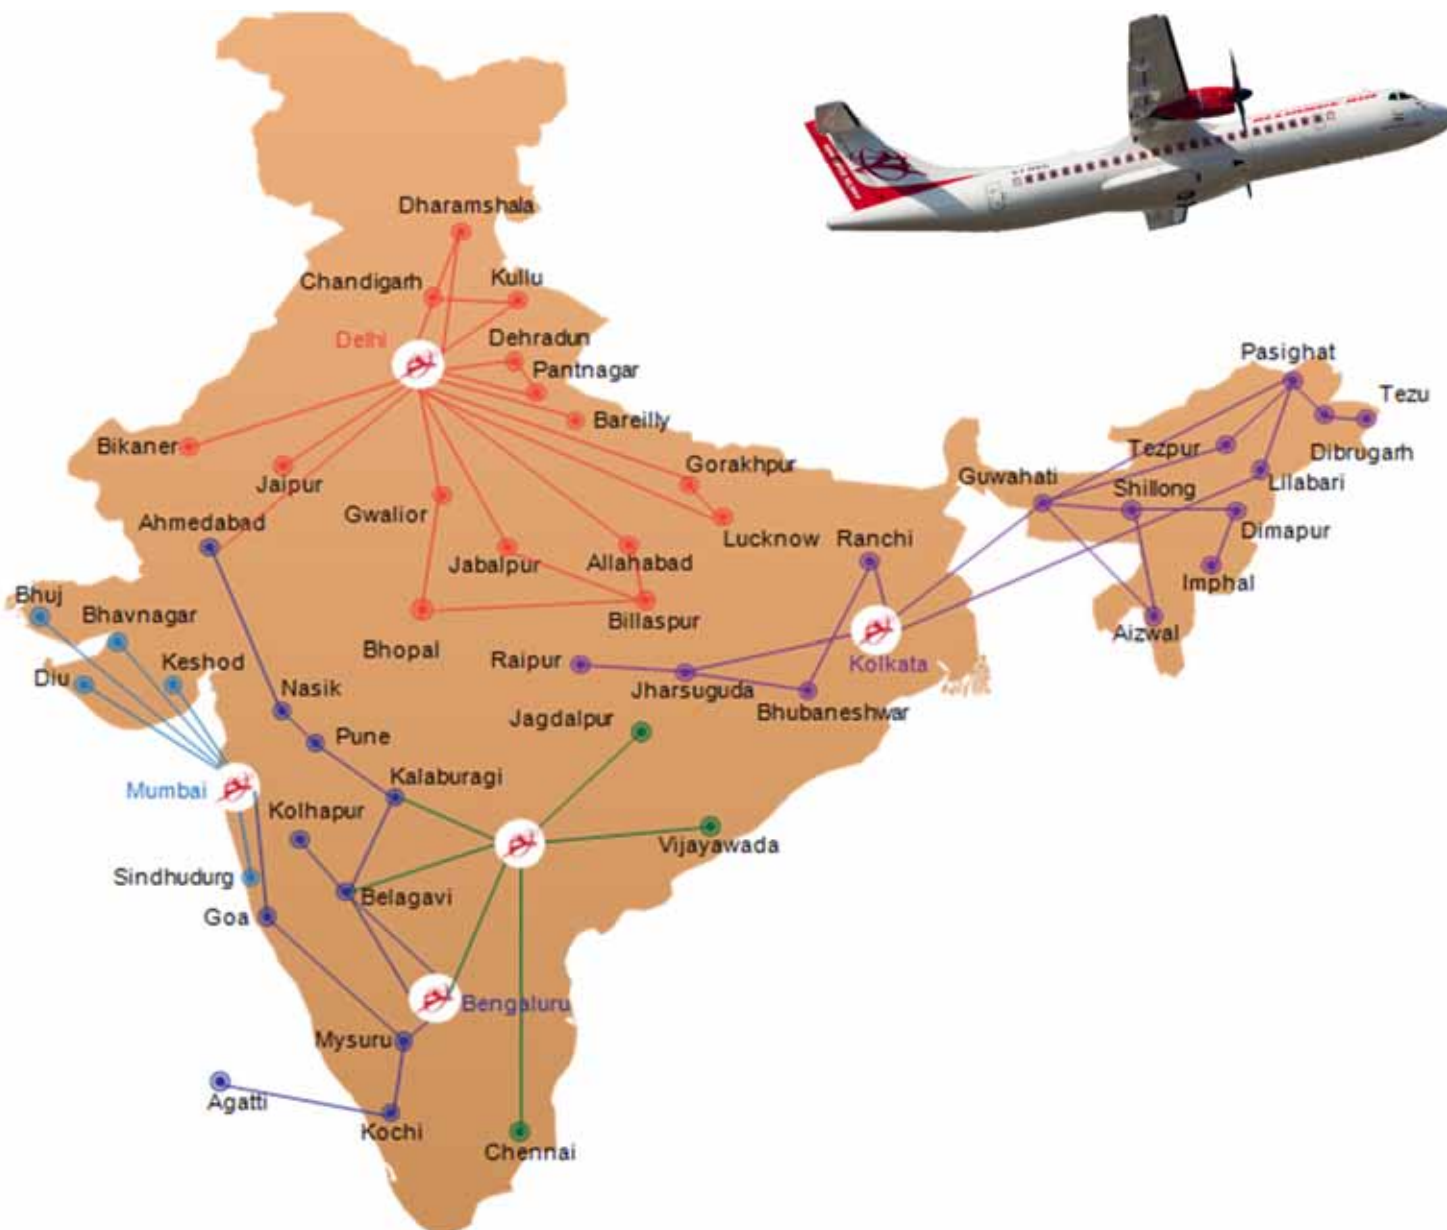 Dharamshala
Chandigarh
Kullu
Delhi
Dehradun
Pantnagar
Bareilly
Bikaner
Jaipur
Gorakhpur
Gwalior
Lucknow
Ahmedabad
Jabalpur
Allahabad
Ranchi
Bhuj
Bhavnagar
Billaspur
Bhopal
Raipur
Kolkata
Diu
Keshod
Nasik
Jharsuguda
Bhubaneshwar
Jagdalpur
Pune
Kalaburagi
Mumbai
Kolhapur
Vijayawada
Sindhudurg
Belagavi
Goa
Bengaluru
Mysuru
Agatti
Kochi
Chennai
Pasighat
Tezu
Tezpur
Dibrugarh
Guwahati
Shillong
Lilabari
Dimapur
Imphal
Aizwal